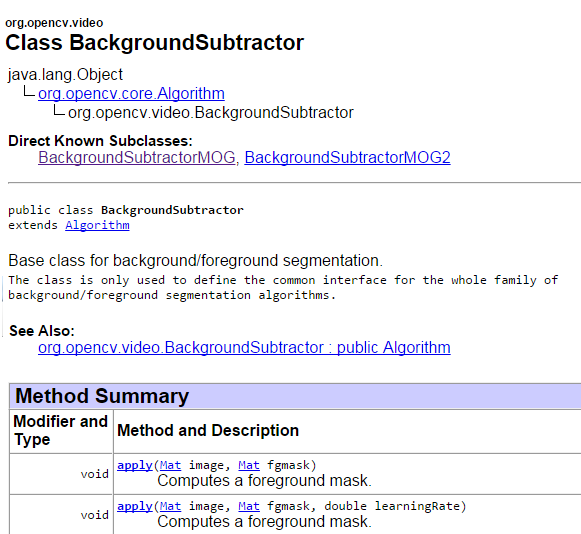 org.opencv.video
Class BackgroundSubtractor
java.lang.Object
org.opencv.core.Algorithm
org.opencv.video.BackgroundSubtractor
Direct Known Subclasses:
BackgroundSubtractorMOG, BackgroundSubtractorMOG2
public class BackgroundSubtractor
extends Algorithm
Base class for background/foreground segmentation.
The class is only used to define the common interface for the whole family of
background/foreground segmentation algorithms.
See Also:
org.opencv.video.BackgroundSubtractor : public Algorithm
Method Summary
Modifier and Type
Method and Description
void
apply(Mat image, Mat fgmask)
Computes a foreground mask.
void
apply(Mat image, Mat fgmask, double learningRate)
Computes a foreground mask.